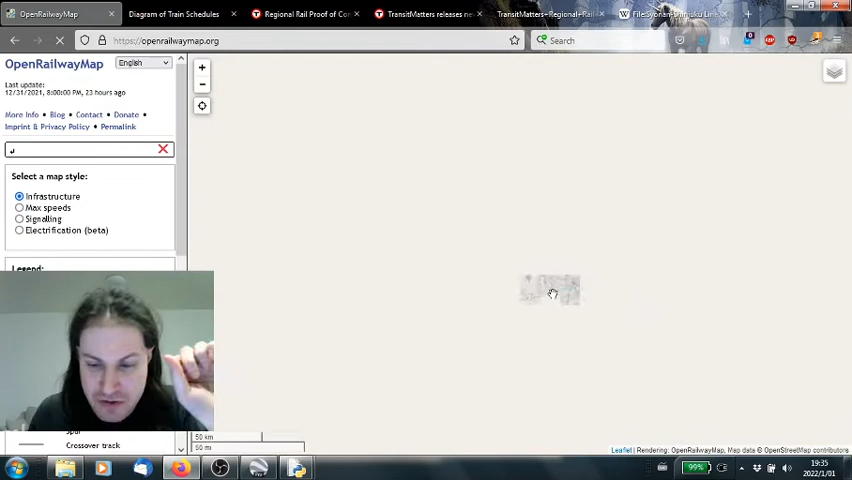 OpenRailwayMap
Diagram of Train Schedules
Regional Rail Proof of Con
TransitMatters releases ne
TransitMatters-Regional-Rail
https://openrailwaymap.org
Search
OpenRailwayMap
English
Last update:
12/31/2021, 8:00:00 PM, 23 hours ago
More Info • Blog • Contact • Donate •
Imprint & Privacy Policy • Permalink
Select a map style:
Infrastructure
Max speeds
Signalling
Electrification (beta)
Legend:
Spur
Crossover track
50 km
50 m
Leaflet | Rendering: OpenRailwayMap, Map data © OpenStreetMap contributors
99%
19:35
2022/1/01